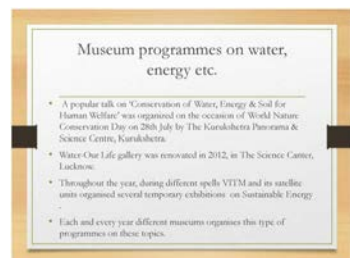 Museum programmes on water,
energy etc.
• A popular talk on 'Conservation of Water, Energy & Soil for
Human Welfare' was organized on the occasion of World Nature
Conservation Day on 28th July by The Kurukshetra Panorama &
Science Centre, Kurukshetra.
• Water-Our Life gallery was renovated in 2012, in The Science Canter,
Lucknow.
• Throughout the year, during different spells VITM and its satellite
units organised several temporary exhibitions on Sustainable Energy
.
• Each and every year different museums organises this type of
programmes on these topics.